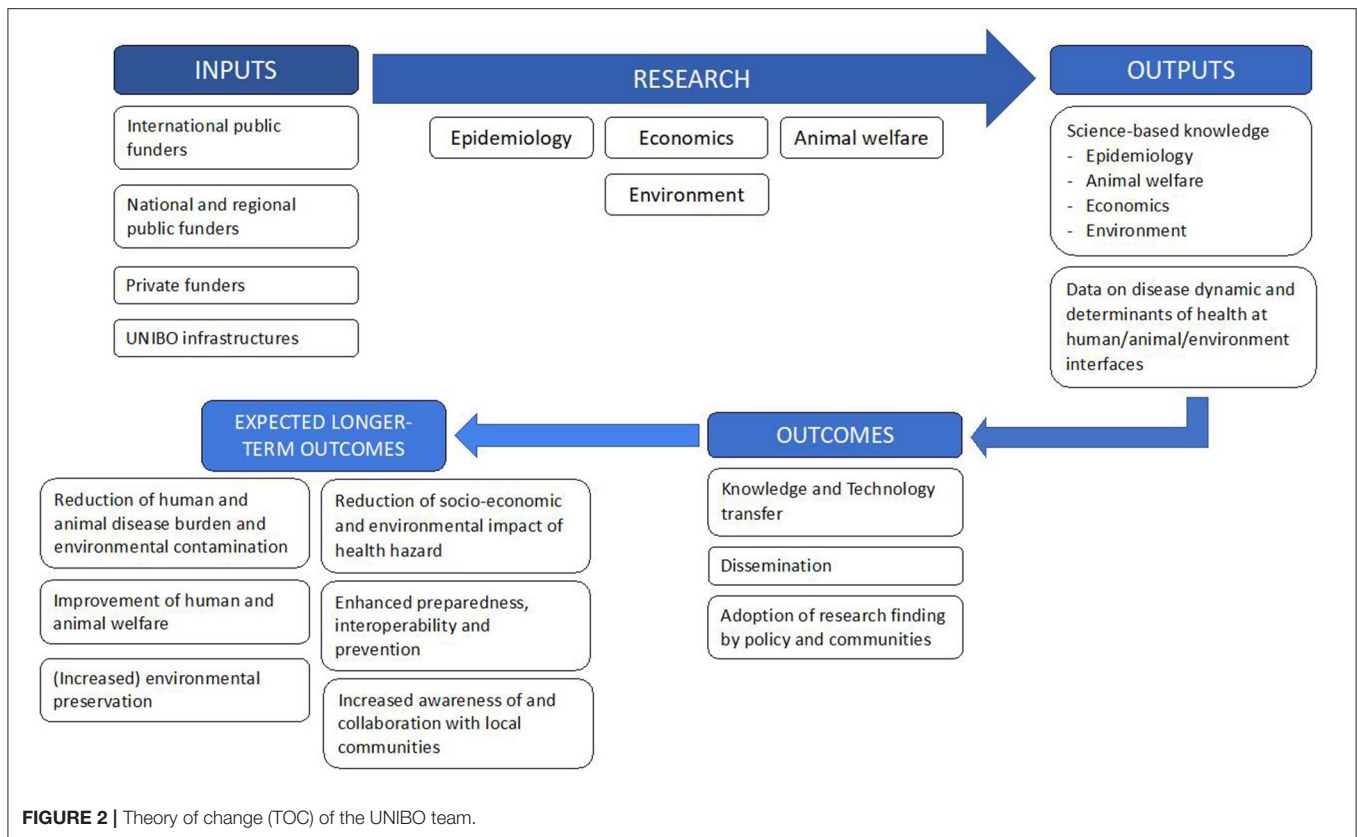 INPUTS
RESEARCH
OUTPUTS
International public
funders
National and regional
public funders
Private funders
UNIBO infrastructures
Epidemiology
Economics
Animal welfare
Environment
Science-based knowledge
- Epidemiology
- Animal welfare
- Economics
- Environment
Data on disease dynamic and
determinants of health at
human/animal/environment
interfaces
OUTCOMES
Knowledge and Technology
transfer
Dissemination
Adoption of research finding
by policy and communities
EXPECTED LONGER-
TERM OUTCOMES
Reduction of human and
animal disease burden and
environmental contamination
Improvement of human and
animal welfare
(Increased) environmental
preservation
Reduction of socio-economic
and environmental impact of
health hazard
Enhanced preparedness,
interoperability and
prevention
Increased awareness of and
collaboration with local
communities
FIGURE 2 | Theory of change (TOC) of the UNIBO team.